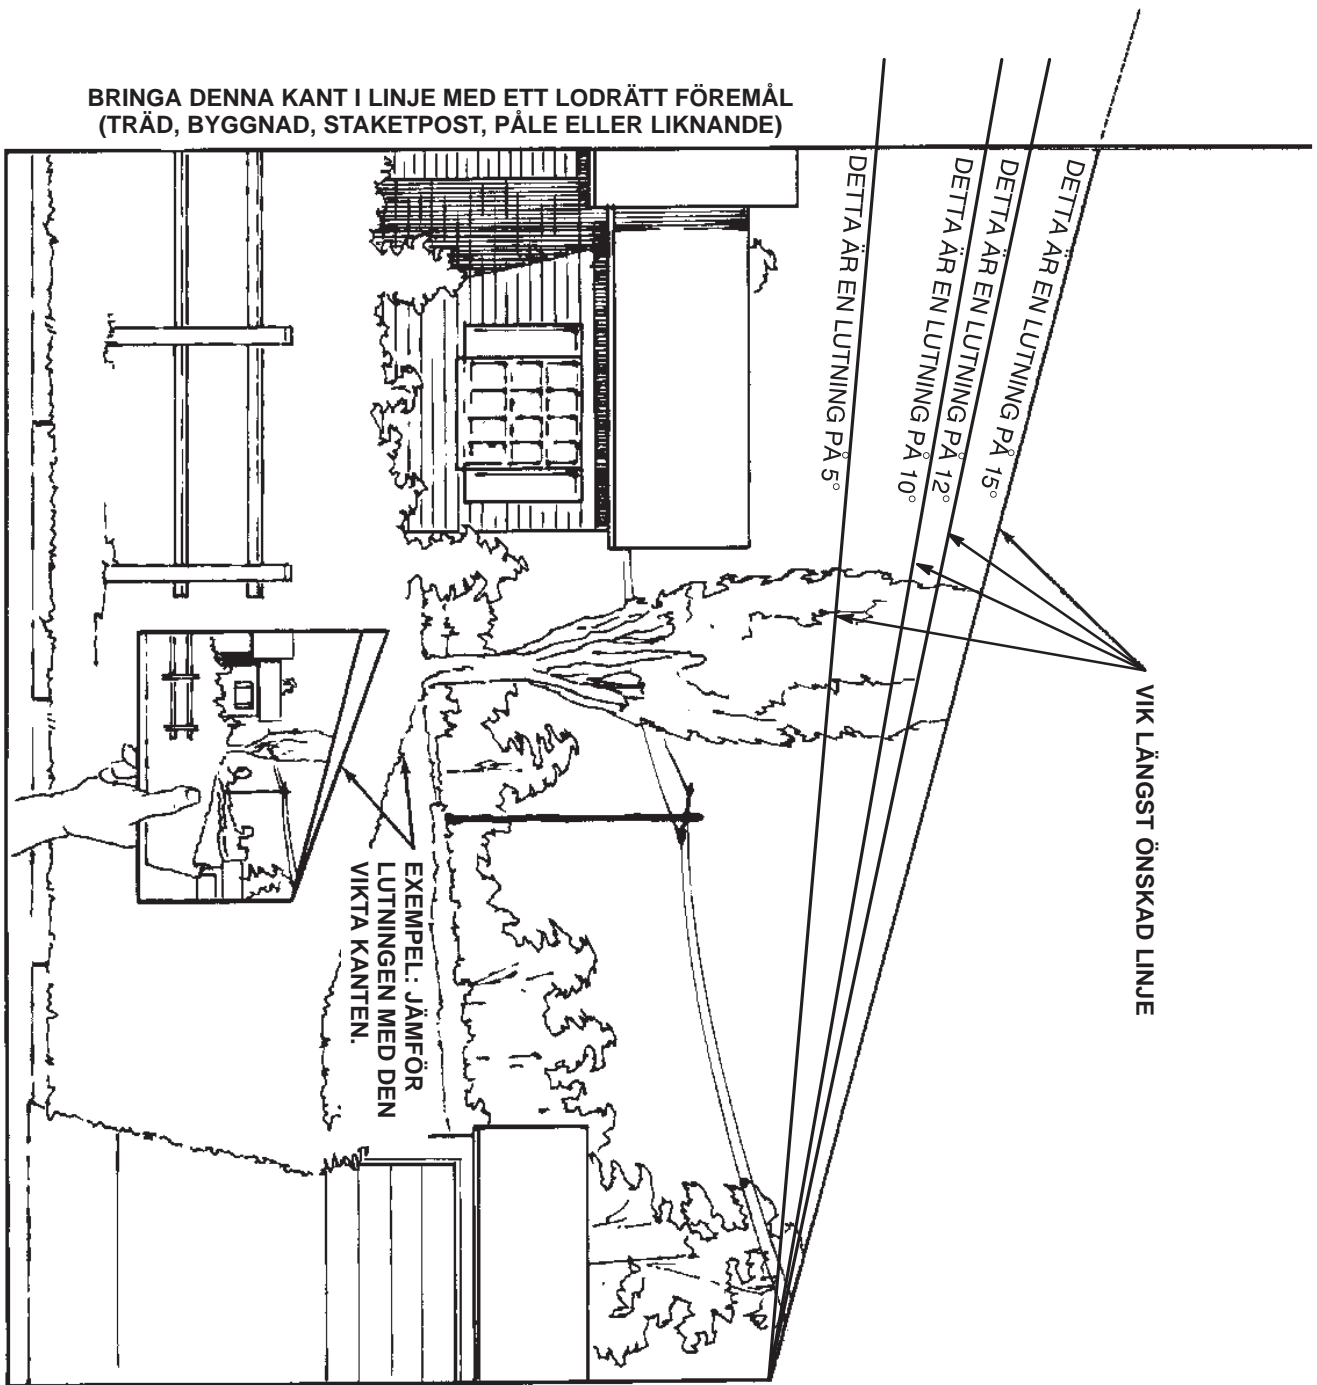 BRINGA DENNA KANT I LINJE MED ETT LODRÄTT FÖREMÅL
(TRÄD, BYGGNAD, STAKETPOST, PÅLE ELLER LIKNANDE)
DETTA ÄR EN LUTNING PÅ 15°
DETTA ÄR EN LUTNING PÅ 12°
DETTA ÄR EN LUTNING PÅ 10°
DETTA ÄR EN LUTNING PÅ 5°
VIK LÄNGST ÖNSKAD LINJE
EXEMPEL: JÄMFÖR
LUTNINGEN MED DEN
VIKTA KANTEN.